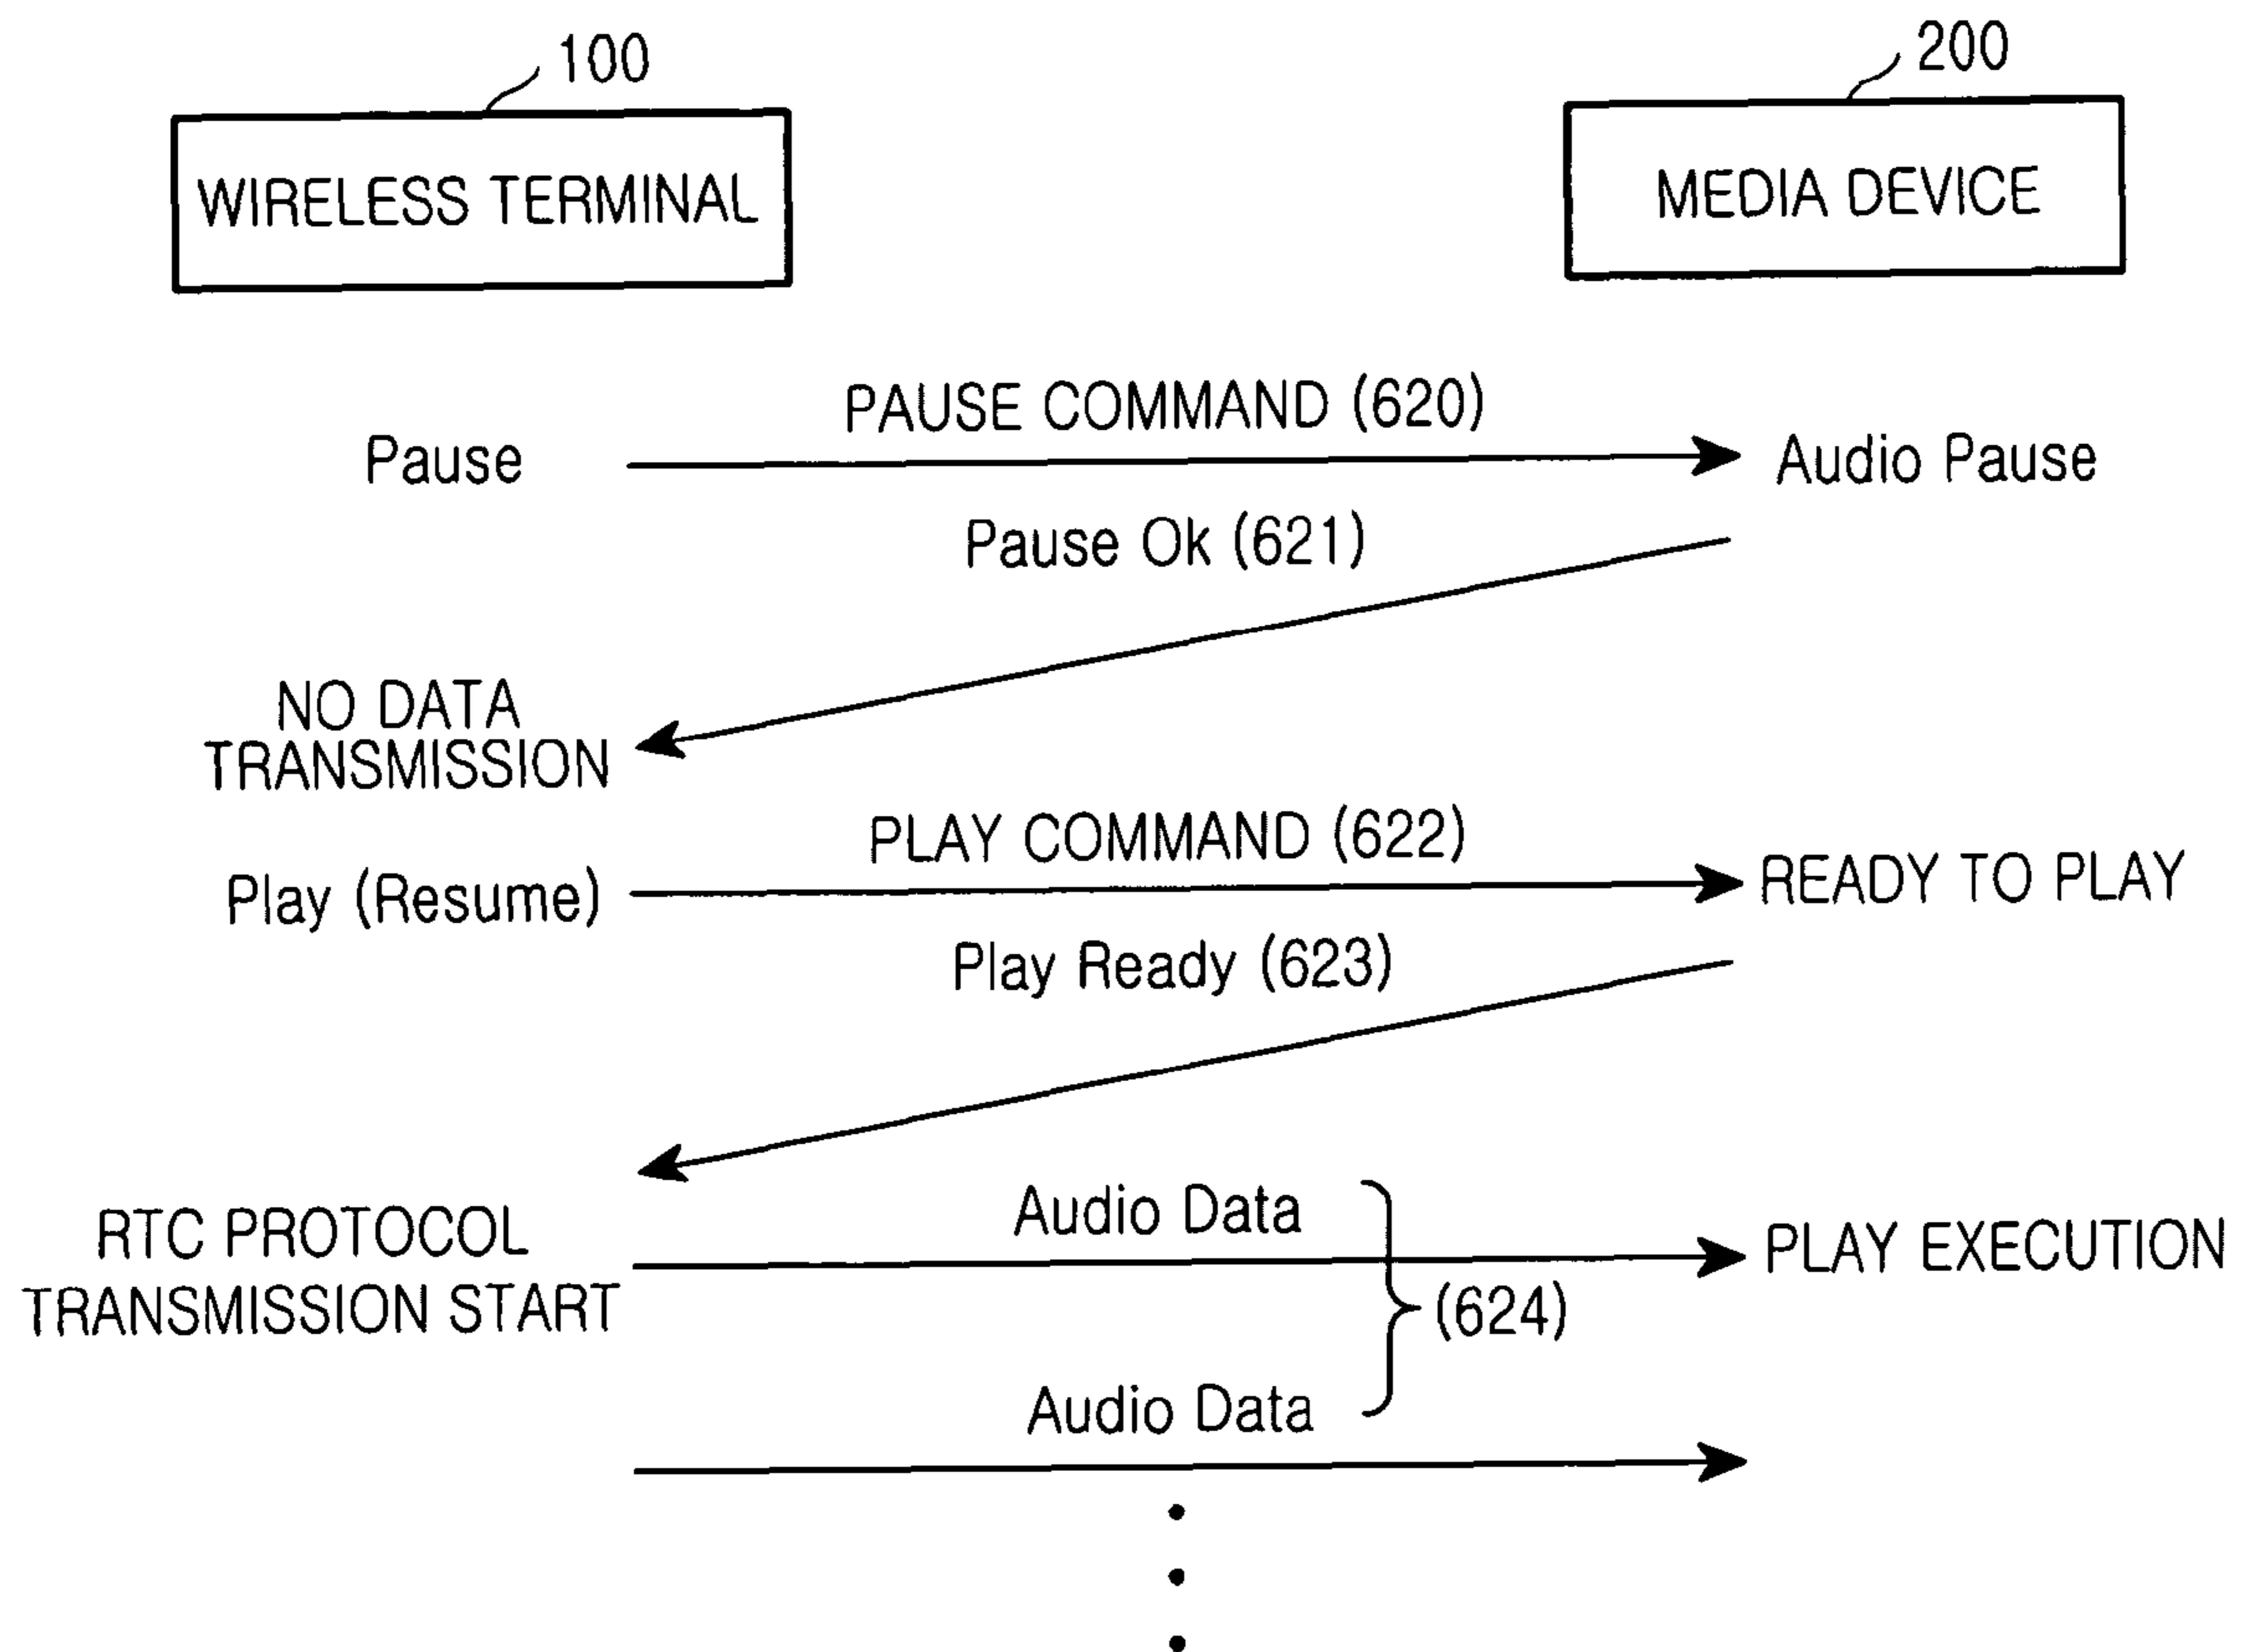 100
200
WIRELESS TERMINAL
MEDIA DEVICE
PAUSE COMMAND (620)
Pause
Audio Pause
Pause Ok (621)
NO DATA
TRANSMISSION
PLAY COMMAND (622)
Play (Resume)
READY TO PLAY
Play Ready (623)
Audio Data
RTC PROTOCOL
TRANSMISSION START
PLAY EXECUTION
(624)
Audio Data